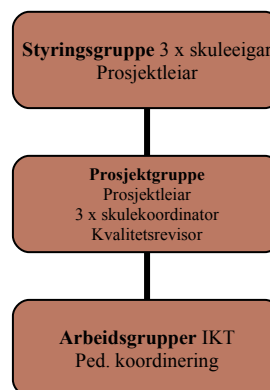 Styringsgruppe 3 x skuleeigar
Prosjektleiar
Prosjektgruppe
Prosjektleiar
3 x skulekoordinator
Kvalitetsrevisor
Arbeidsgrupper IKT
Ped. koordinering